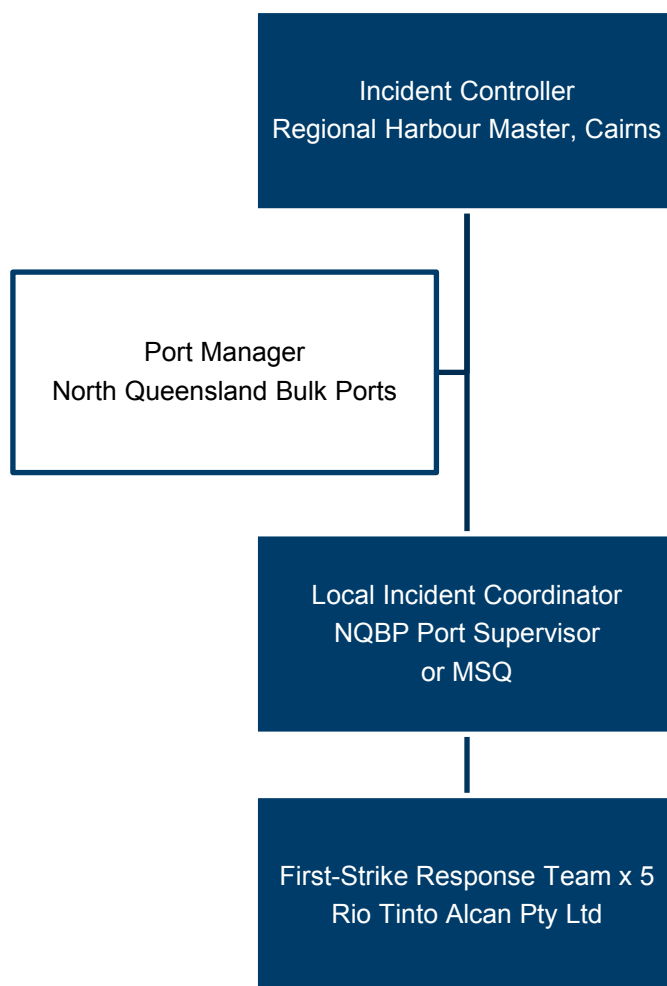 Incident Controller
Regional Harbour Master, Cairns
Port Manager
North Queensland Bulk Ports
Local Incident Coordinator
NQBP Port Supervisor
or MSQ
First-Strike Response Team x 5
Rio Tinto Alcan Pty Ltd